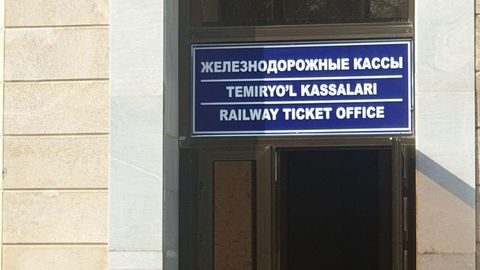 ЖЕЛЕЗНОДОРОЖНЫЕ КАССЫ
TEMIRYO'L KASSALARI
RAILWAY TICKET OFFICE